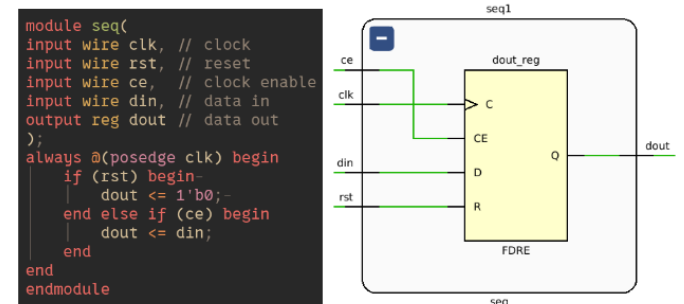 module seq(
input wire clk, // clock
input wire rst, // reset
input wire ce, // clock enable
input wire din, // data in
output reg dout // data out
);
always @(posedge clk) begin
if (rst) begin-
dout <= 1'b0;-
end else if (ce) begin
dout <= din;
end
end
endmodule
seq1
ce
clk
din
rst
dout_reg
C
CE
D
R
Q
FDRE
dout
seq